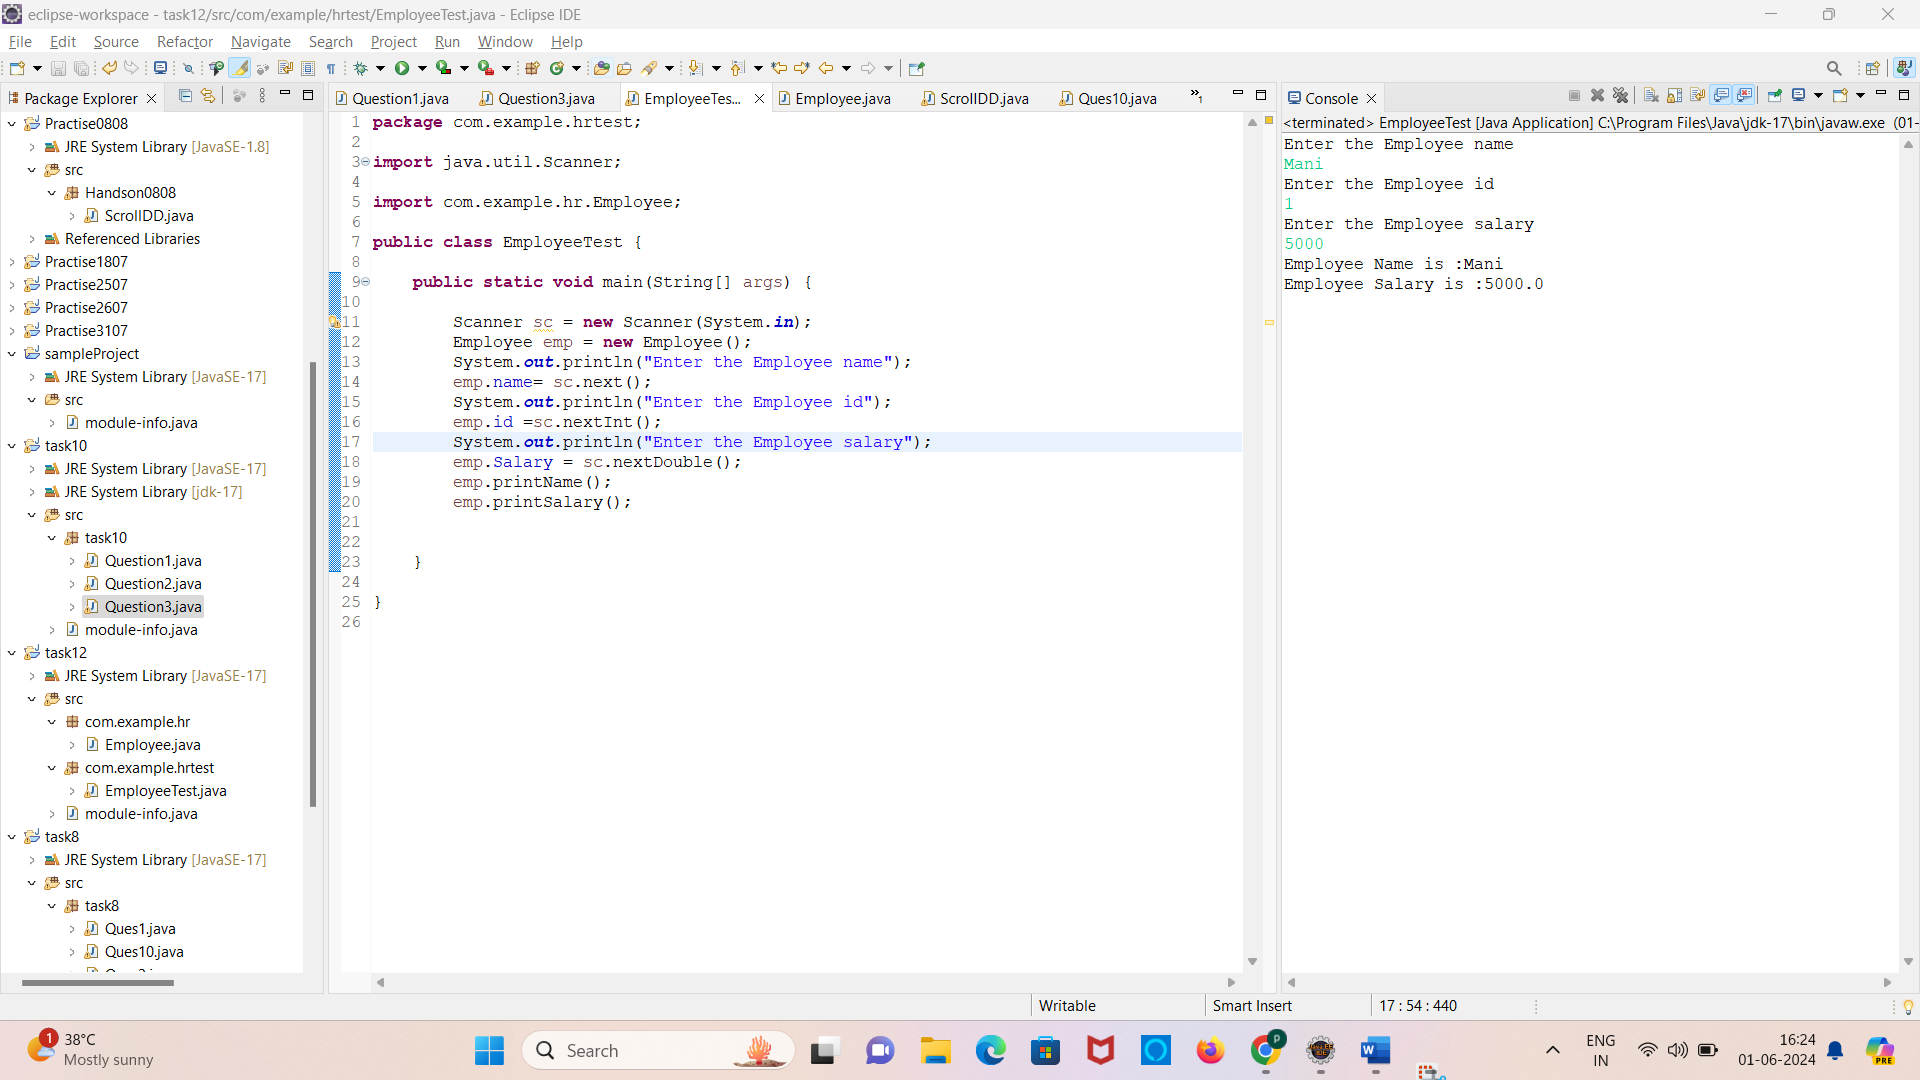 eclipse-workspace - task12/src/com/example/hrtest/EmployeeTest.java - Eclipse IDE
File Edit Source Refactor Navigate Search Project Run Window Help
Package Explorer
Practise0808
JRE System Library [JavaSE-1.8]
src
Handson0808
ScrollDD.java
Referenced Libraries
Practise1807
Practise2507
Practise2607
Practise3107
sampleProject
JRE System Library [JavaSE-17]
src
module-info.java
task10
JRE System Library [JavaSE-17]
JRE System Library [jdk-17]
src
task10
Question1.java
Question2.java
Question3.java
module-info.java
task12
JRE System Library [JavaSE-17]
src
com.example.hr
Employee.java
com.example.hrtest
EmployeeTest.java
module-info.java
task8
JRE System Library [JavaSE-17]
src
task8
Ques1.java
Ques10.java
Question1.java Question3.java EmployeeTes... Employee.java ScrollDD.java Ques10.java »1
1 package com.example.hrtest;
2
3 import java.util.Scanner;
4
5 import com.example.hr.Employee;
6
7 public class EmployeeTest {
8
9 public static void main(String[] args) {
10
11 Scanner sc = new Scanner(System.in);
12 Employee emp = new Employee();
13 System.out.println("Enter the Employee name");
14 emp.name= sc.next();
15 System.out.println("Enter the Employee id");
16 emp.id =sc.nextInt();
17 System.out.println("Enter the Employee salary");
18 emp.Salary = sc.nextDouble();
19 emp.printName();
20 emp.printSalary();
21
22
23 }
24
25 }
26
Console
<terminated> EmployeeTest [Java Application] C:\Program Files\Java\jdk-17\bin\javaw.exe (01-
Enter the Employee name
Mani
Enter the Employee id
1
Enter the Employee salary
5000
Employee Name is :Mani
Employee Salary is :5000.0
Writable Smart Insert 17 : 54 : 440
1
38°C
Mostly sunny
Search
P
ENG
IN
16:24
01-06-2024
PRE